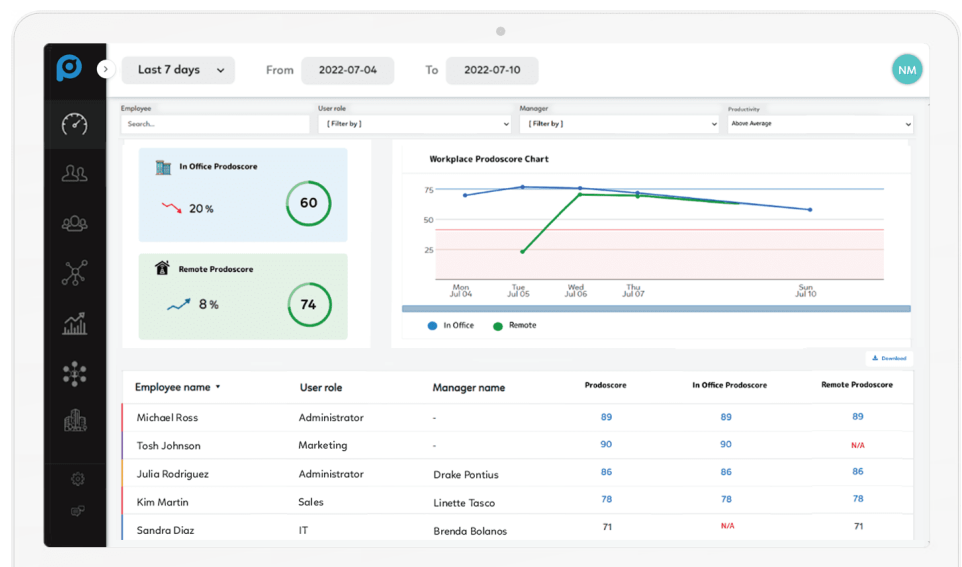 Last 7 days From 2022-07-04 To 2022-07-10 NM
Employee User role Manager Productivity
Search... [ Filter by ] [ Filter by ] Above Average
In Office Prodoscore
20 % 60
Remote Prodoscore
8 % 74
Workplace Prodoscore Chart
75
50
25
Mon Tue Wed Thu Sun
Jul 04 Jul 05 Jul 06 Jul 07 Jul 10
In Office Remote
Download
Employee name User role Manager name Prodoscore In Office Prodoscore Remote Prodoscore
Michael Ross Administrator - 89 89 89
Tosh Johnson Marketing - 90 90 N/A
Julia Rodriguez Administrator Drake Pontius 86 86 86
Kim Martin Sales Linette Tasco 78 78 78
Sandra Diaz IT Brenda Bolanos 71 N/A 71